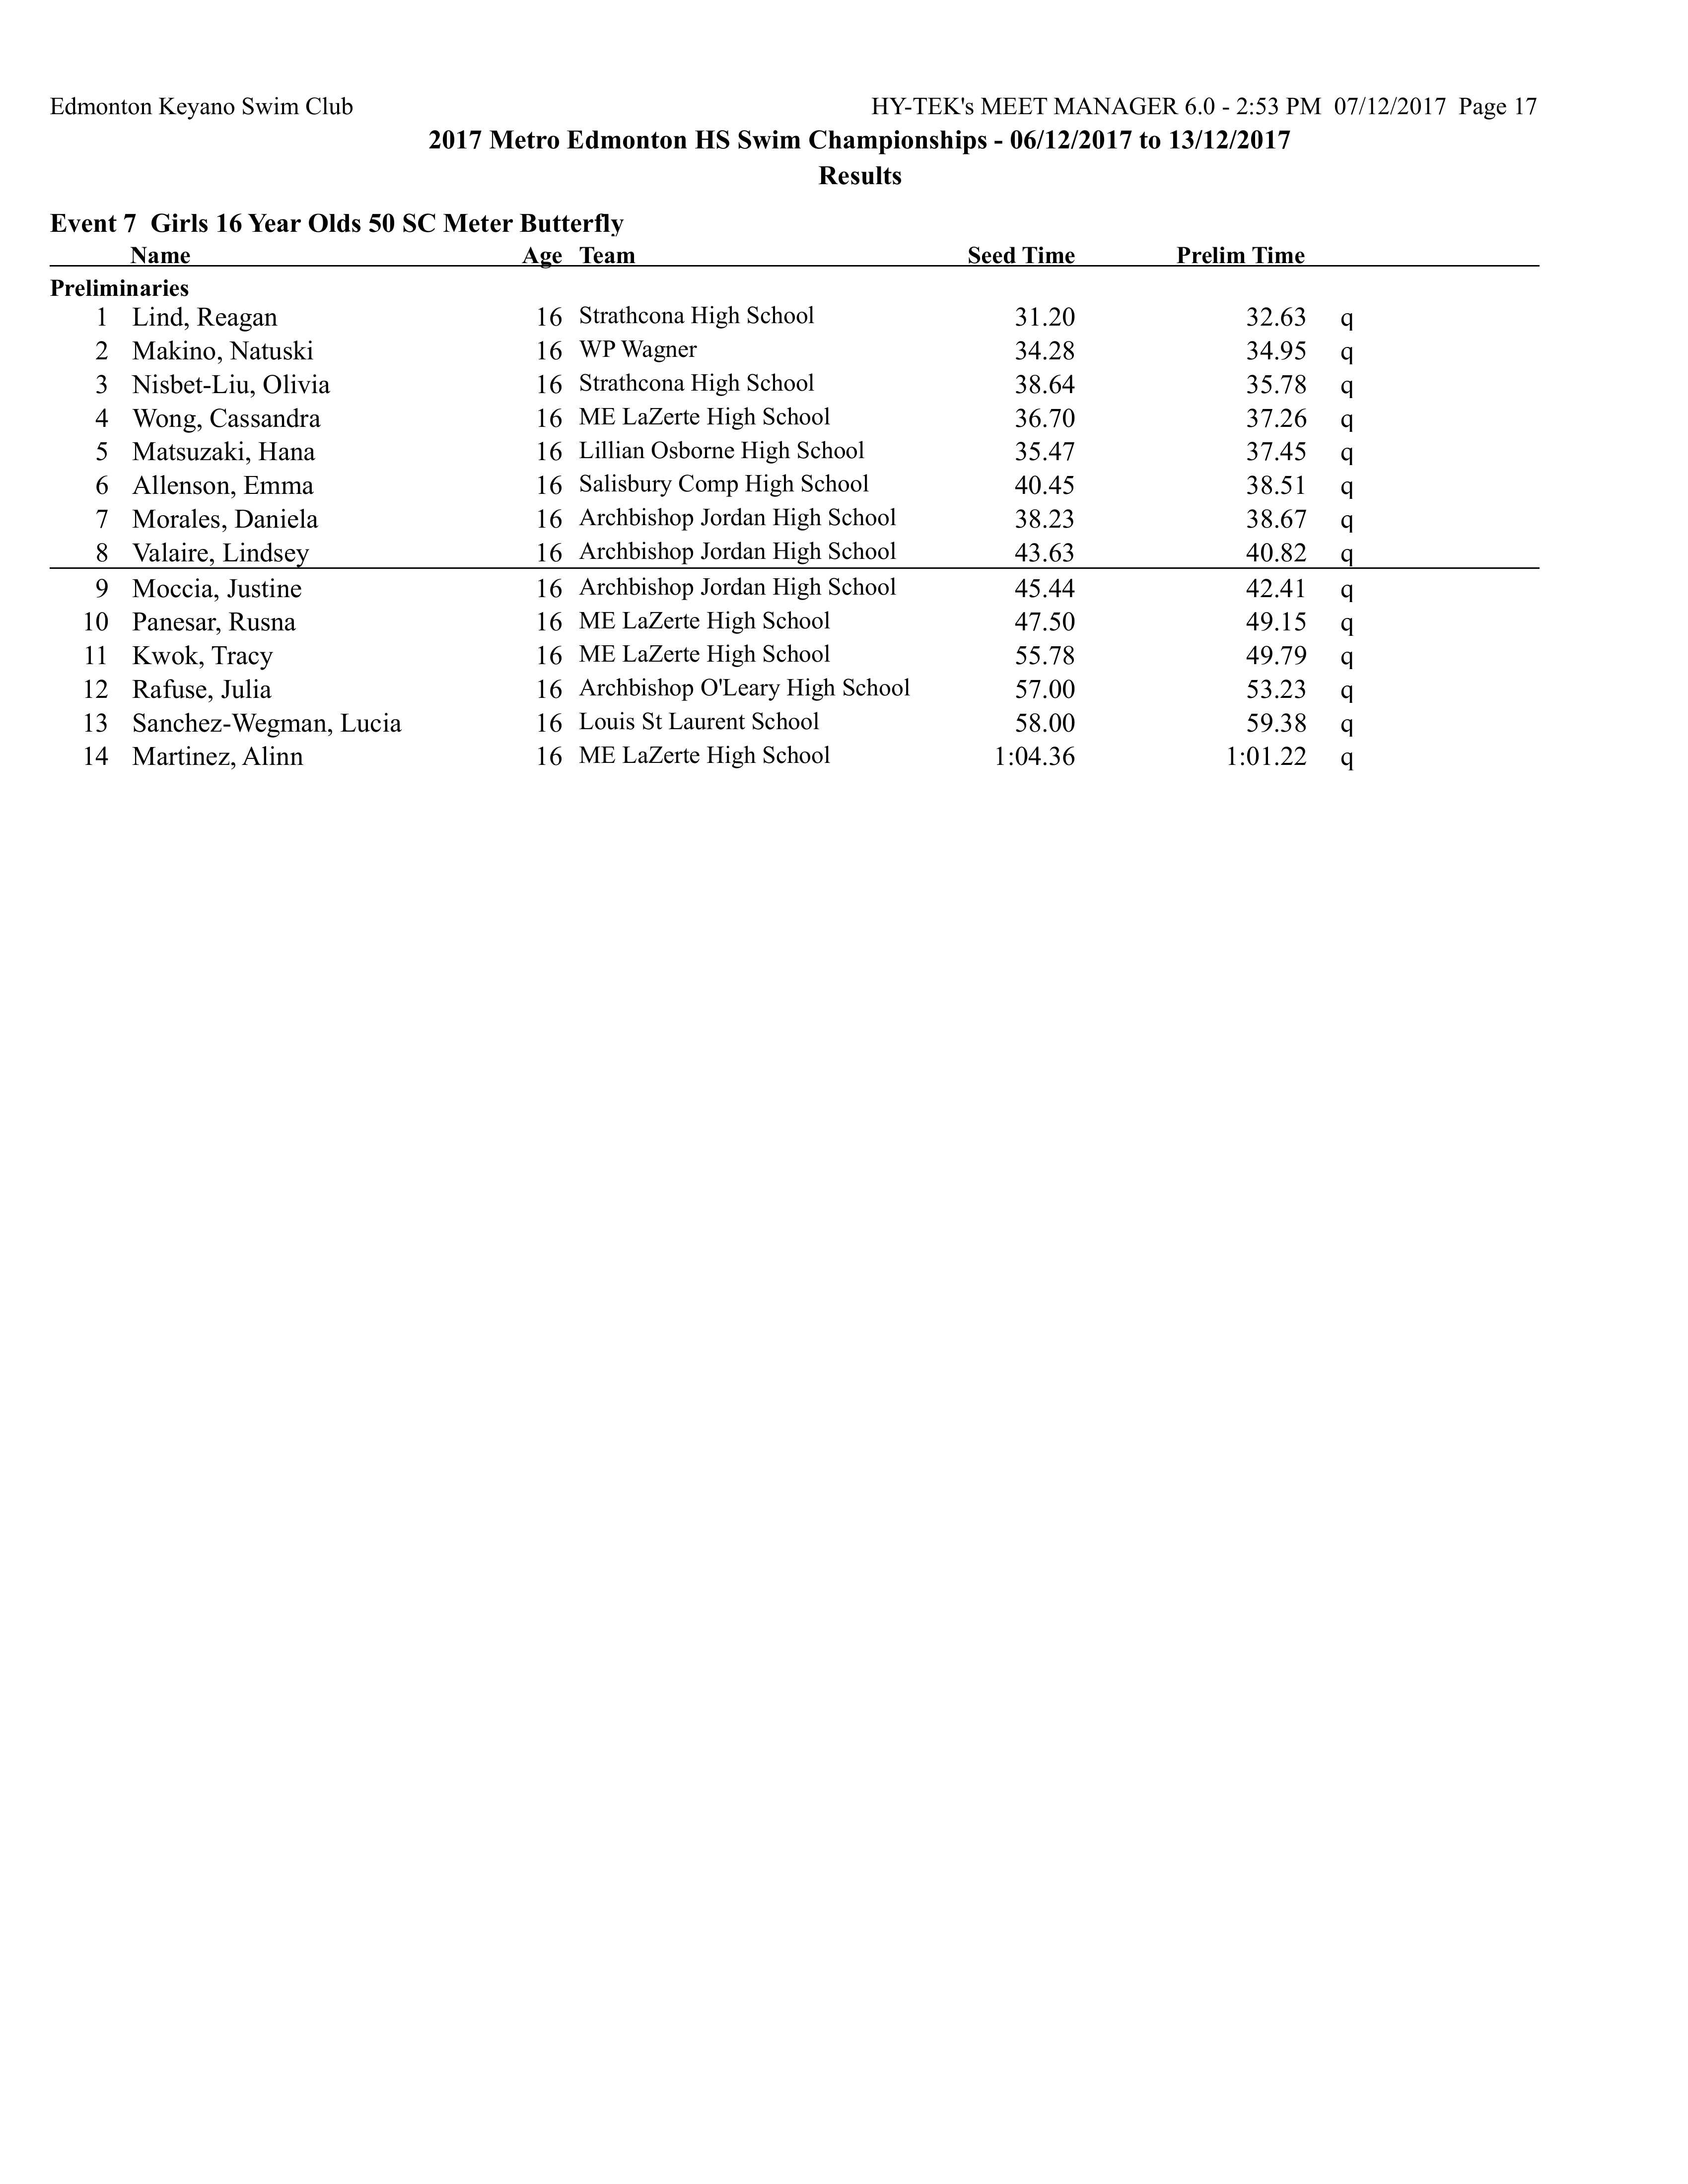 Edmonton Keyano Swim Club HY-TEK's MEET MANAGER 6.0 - 2:53 PM 07/12/2017 Page 17
2017 Metro Edmonton HS Swim Championships - 06/12/2017 to 13/12/2017
Results
Event 7 Girls 16 Year Olds 50 SC Meter Butterfly
Name Age Team Seed Time Prelim Time
Preliminaries
1 Lind, Reagan 16 Strathcona High School 31.20 32.63 q
2 Makino, Natuski 16 WP Wagner 34.28 34.95 q
3 Nisbet-Liu, Olivia 16 Strathcona High School 38.64 35.78 q
4 Wong, Cassandra 16 ME LaZerte High School 36.70 37.26 q
5 Matsuzaki, Hana 16 Lillian Osborne High School 35.47 37.45 q
6 Allenson, Emma 16 Salisbury Comp High School 40.45 38.51 q
7 Morales, Daniela 16 Archbishop Jordan High School 38.23 38.67 q
8 Valaire, Lindsey 16 Archbishop Jordan High School 43.63 40.82 q
9 Moccia, Justine 16 Archbishop Jordan High School 45.44 42.41 q
10 Panesar, Rusna 16 ME LaZerte High School 47.50 49.15 q
11 Kwok, Tracy 16 ME LaZerte High School 55.78 49.79 q
12 Rafuse, Julia 16 Archbishop O'Leary High School 57.00 53.23 q
13 Sanchez-Wegman, Lucia 16 Louis St Laurent School 58.00 59.38 q
14 Martinez, Alinn 16 ME LaZerte High School 1:04.36 1:01.22 q